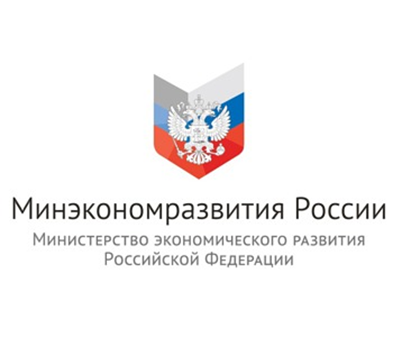 Минэкономразвития России
Министерство экономического развития
Российской Федерации